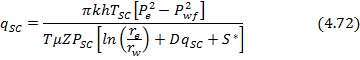 q_SC = πkhT_SC[P_e^2 − P_wf^2] / TμZP_SC[ln(r_e/r_w) + Dq_SC + S*] (4.72)